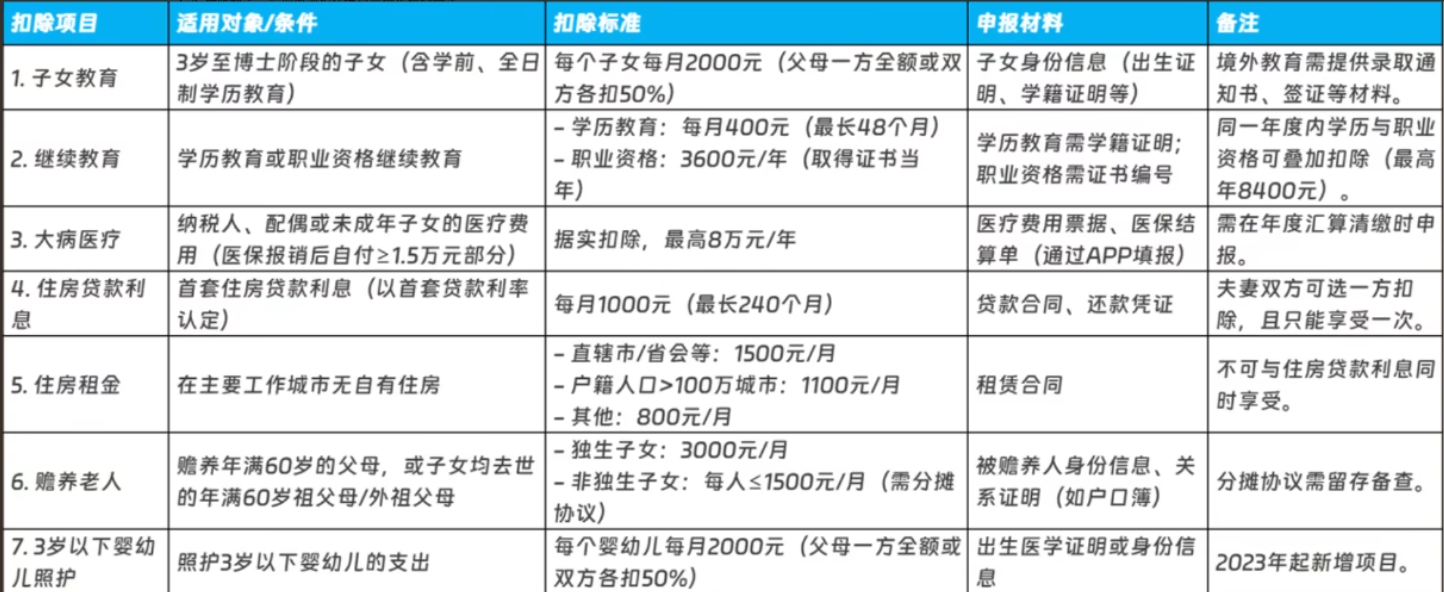 扣除项目
适用对象/条件
扣除标准
申报材料
备注
1. 子女教育
3岁至博士阶段的子女（含学前、全日
制学历教育）
每个子女每月2000元（父母一方全额或双
方各扣50%）
子女身份信息（出生证
明、学籍证明等）
境外教育需提供录取通
知书、签证等材料。
2. 继续教育
学历教育或职业资格继续教育
– 学历教育：每月400元（最长48个月）
– 职业资格：3600元/年（取得证书当
年）
学历教育需学籍证明；
职业资格需证书编号
同一年度内学历与职业
资格可叠加扣除（最高
年8400元）。
3. 大病医疗
纳税人、配偶或未成年子女的医疗费
用（医保报销后自付≥1.5万元部分）
据实扣除，最高8万元/年
医疗费用票据、医保结
算单（通过APP填报）
需在年度汇算清缴时申
报。
4. 住房贷款利
息
首套住房贷款利息（以首套贷款利率
认定）
每月1000元（最长240个月）
贷款合同、还款凭证
夫妻双方可选一方扣
除，且只能享受一次。
5. 住房租金
在主要工作城市无自有住房
– 直辖市/省会等：1500元/月
– 户籍人口>100万城市：1100元/月
– 其他：800元/月
租赁合同
不可与住房贷款利息同
时享受。
6. 赡养老人
赡养年满60岁的父母，或子女均去世
的年满60岁祖父母/外祖父母
– 独生子女：3000元/月
– 非独生子女：每人≤1500元/月（需分摊
协议）
被赡养人身份信息、关
系证明（如户口簿）
分摊协议需留存备查。
7. 3岁以下婴幼
儿照护
照护3岁以下婴幼儿的支出
每个婴幼儿每月2000元（父母一方全额或
双方各扣50%）
出生医学证明或身份信
息
2023年起新增项目。